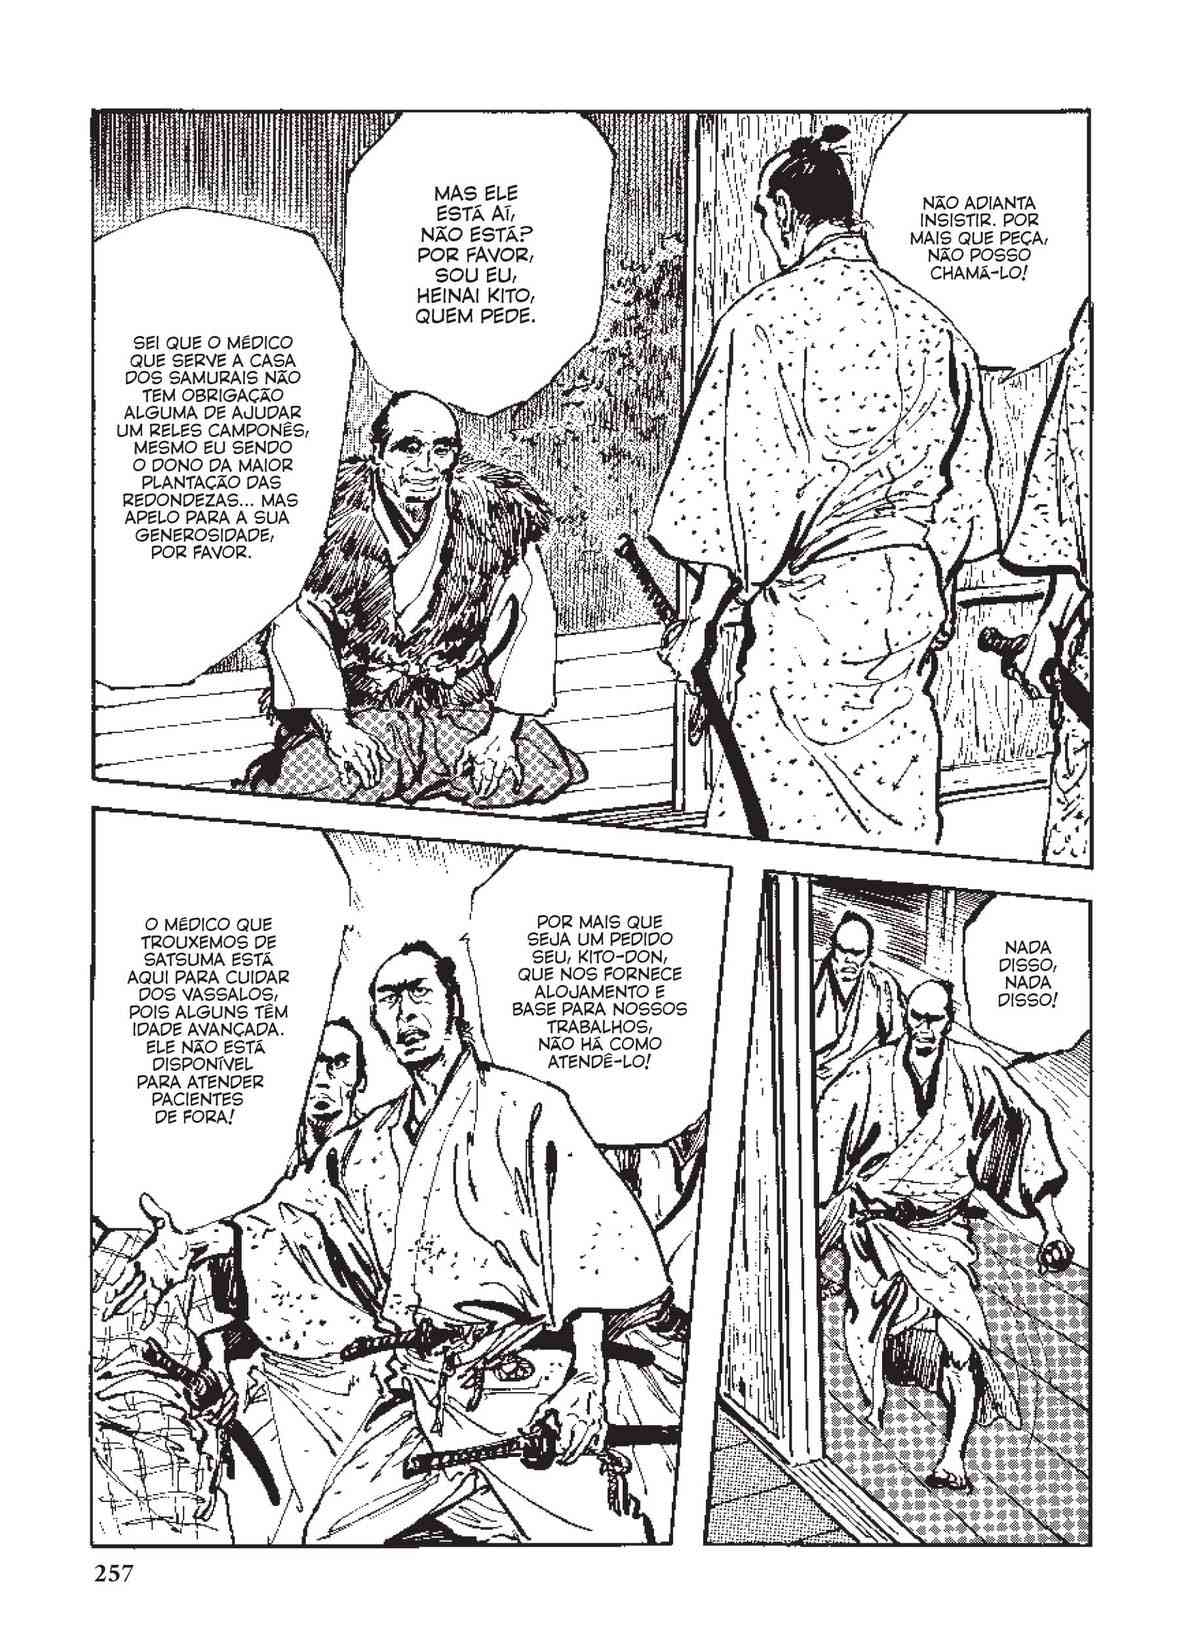 NÃO ADIANTA
INSISTIR. POR
MAIS QUE PEÇA,
NÃO POSSO
CHAMÁ-LO!
MAS ELE
ESTÁ AÍ,
NÃO ESTÁ?
POR FAVOR,
SOU EU,
HEINAI KITO,
QUEM PEDE.
SEI QUE O MÉDICO
QUE SERVE A CASA
DOS SAMURAIS NÃO
TEM OBRIGAÇÃO
ALGUMA DE AJUDAR
UM RELES CAMPONÊS,
MESMO EU SENDO
O DONO DA MAIOR
PLANTAÇÃO DAS
REDONDEZAS... MAS
APELO PARA A SUA
GENEROSIDADE,
POR FAVOR.
NADA
DISSO,
NADA
DISSO!
POR MAIS QUE
SEJA UM PEDIDO
SEU, KITO-DON,
QUE NOS FORNECE
ALOJAMENTO E
BASE PARA NOSSOS
TRABALHOS,
NÃO HÁ COMO
ATENDÊ-LO!
O MÉDICO QUE
TROUXEMOS DE
SATSUMA ESTÁ
AQUI PARA CUIDAR
DOS VASSALOS,
POIS ALGUNS TÊM
IDADE AVANÇADA.
ELE NÃO ESTÁ
DISPONÍVEL
PARA ATENDER
PACIENTES
DE FORA!
257